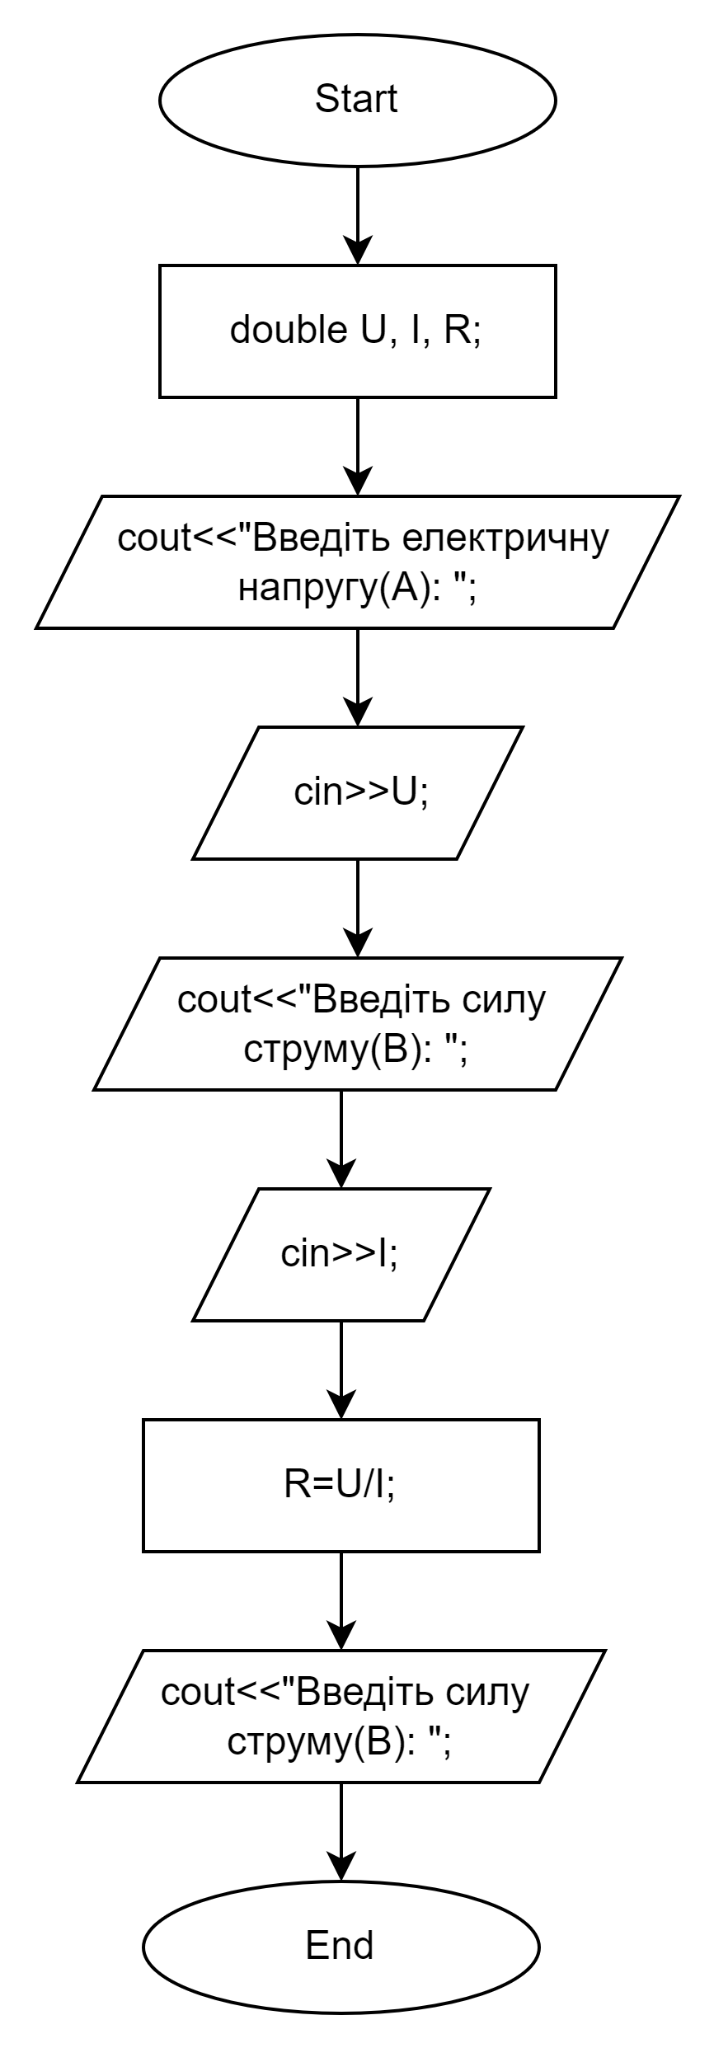 Start
double U, I, R;
cout<<"Введіть електричну
напругу(А): ";
cin>>U;
cout<<"Введіть силу
струму(В): ";
cin>>I;
R=U/I;
cout<<"Введіть силу
струму(В): ";
End